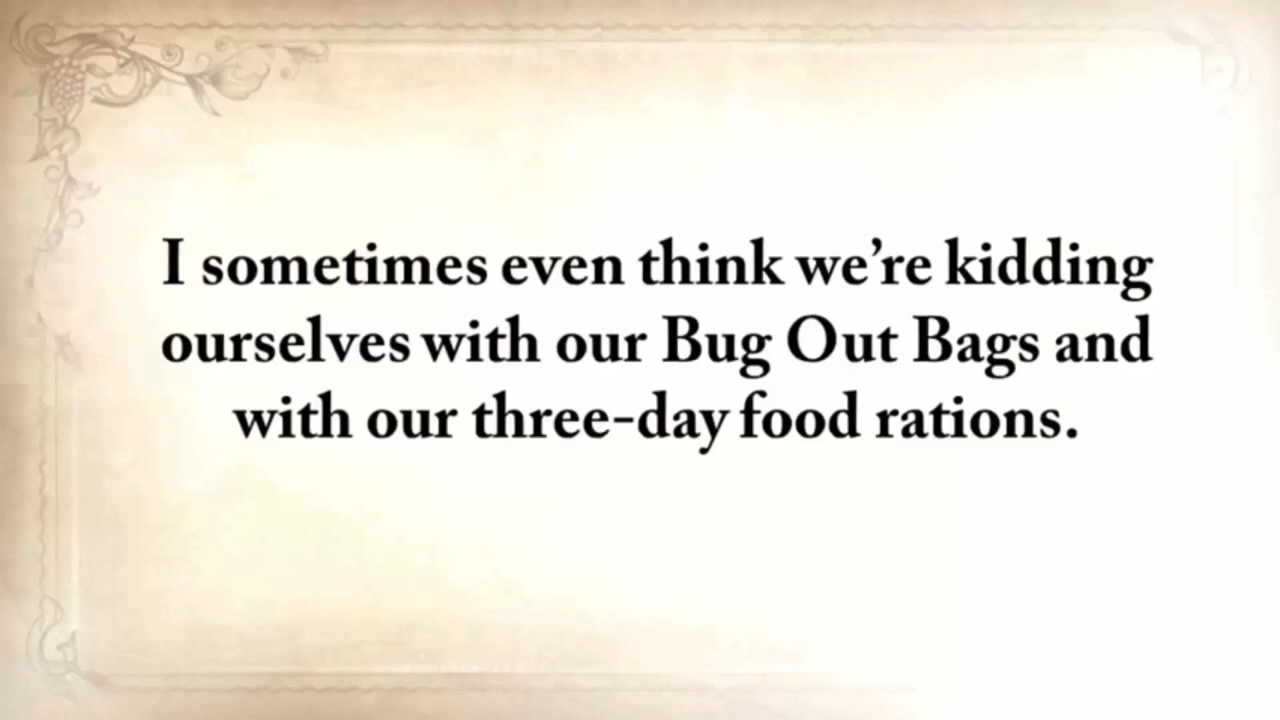 I sometimes even think we’re kidding
ourselves with our Bug Out Bags and
with our three-day food rations.